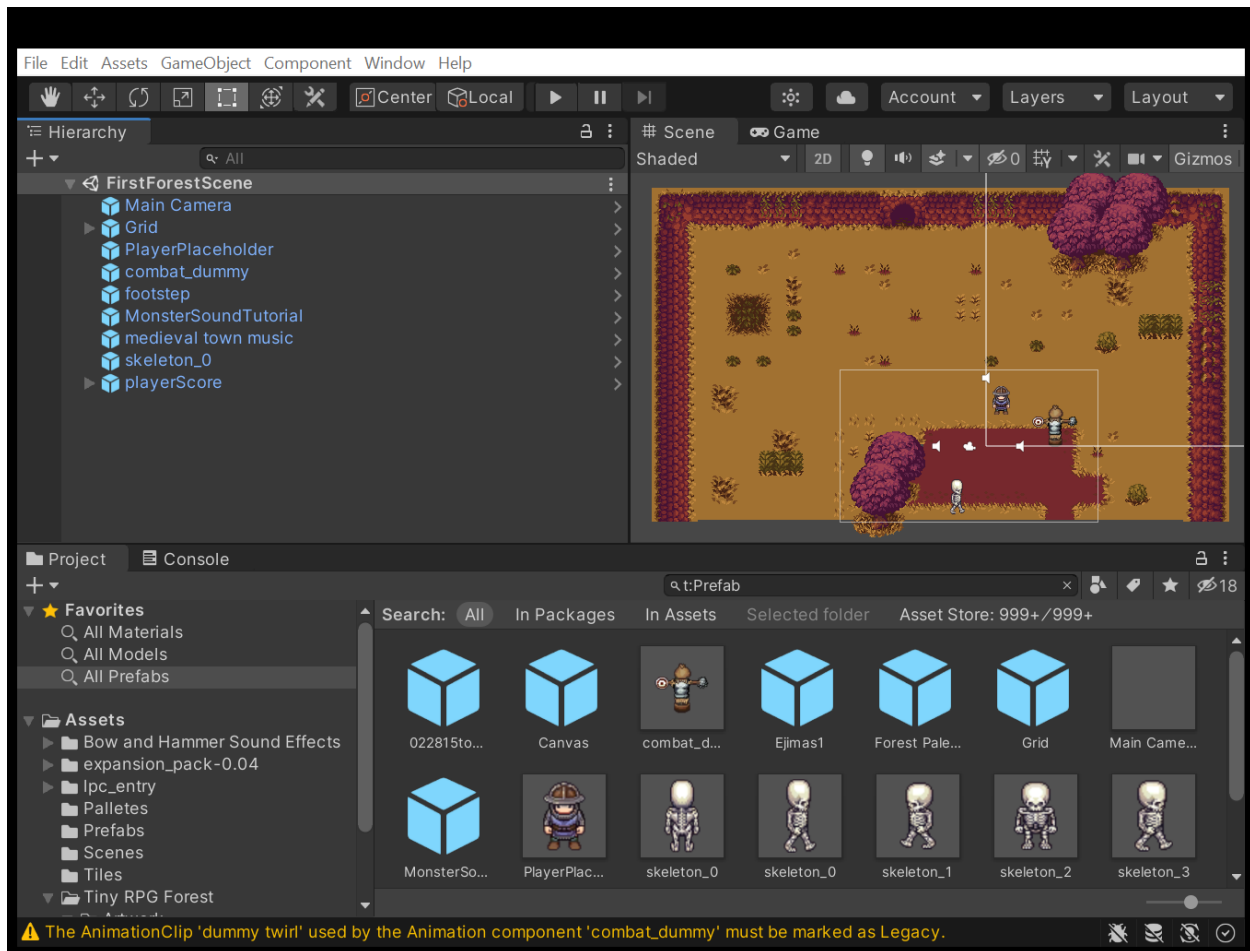 File Edit Assets GameObject Component Window Help
Center Local Account Layers Layout
Hierarchy
All
FirstForestScene
Main Camera
Grid
PlayerPlaceholder
combat_dummy
footstep
MonsterSoundTutorial
medieval town music
skeleton_0
playerScore
Scene Game
Shaded 2D 0 Gizmos
Project Console
t:Prefab 18
Favorites
All Materials
All Models
All Prefabs
Assets
Bow and Hammer Sound Effects
expansion_pack-0.04
lpc_entry
Palletes
Prefabs
Scenes
Tiles
Tiny RPG Forest
Search: All In Packages In Assets Selected folder Asset Store: 999+/999+
022815to... Canvas combat_d... Ejimas1 Forest Pale... Grid Main Came...
MonsterSo... PlayerPlac... skeleton_0 skeleton_0 skeleton_1 skeleton_2 skeleton_3
The AnimationClip 'dummy twirl' used by the Animation component 'combat_dummy' must be marked as Legacy.